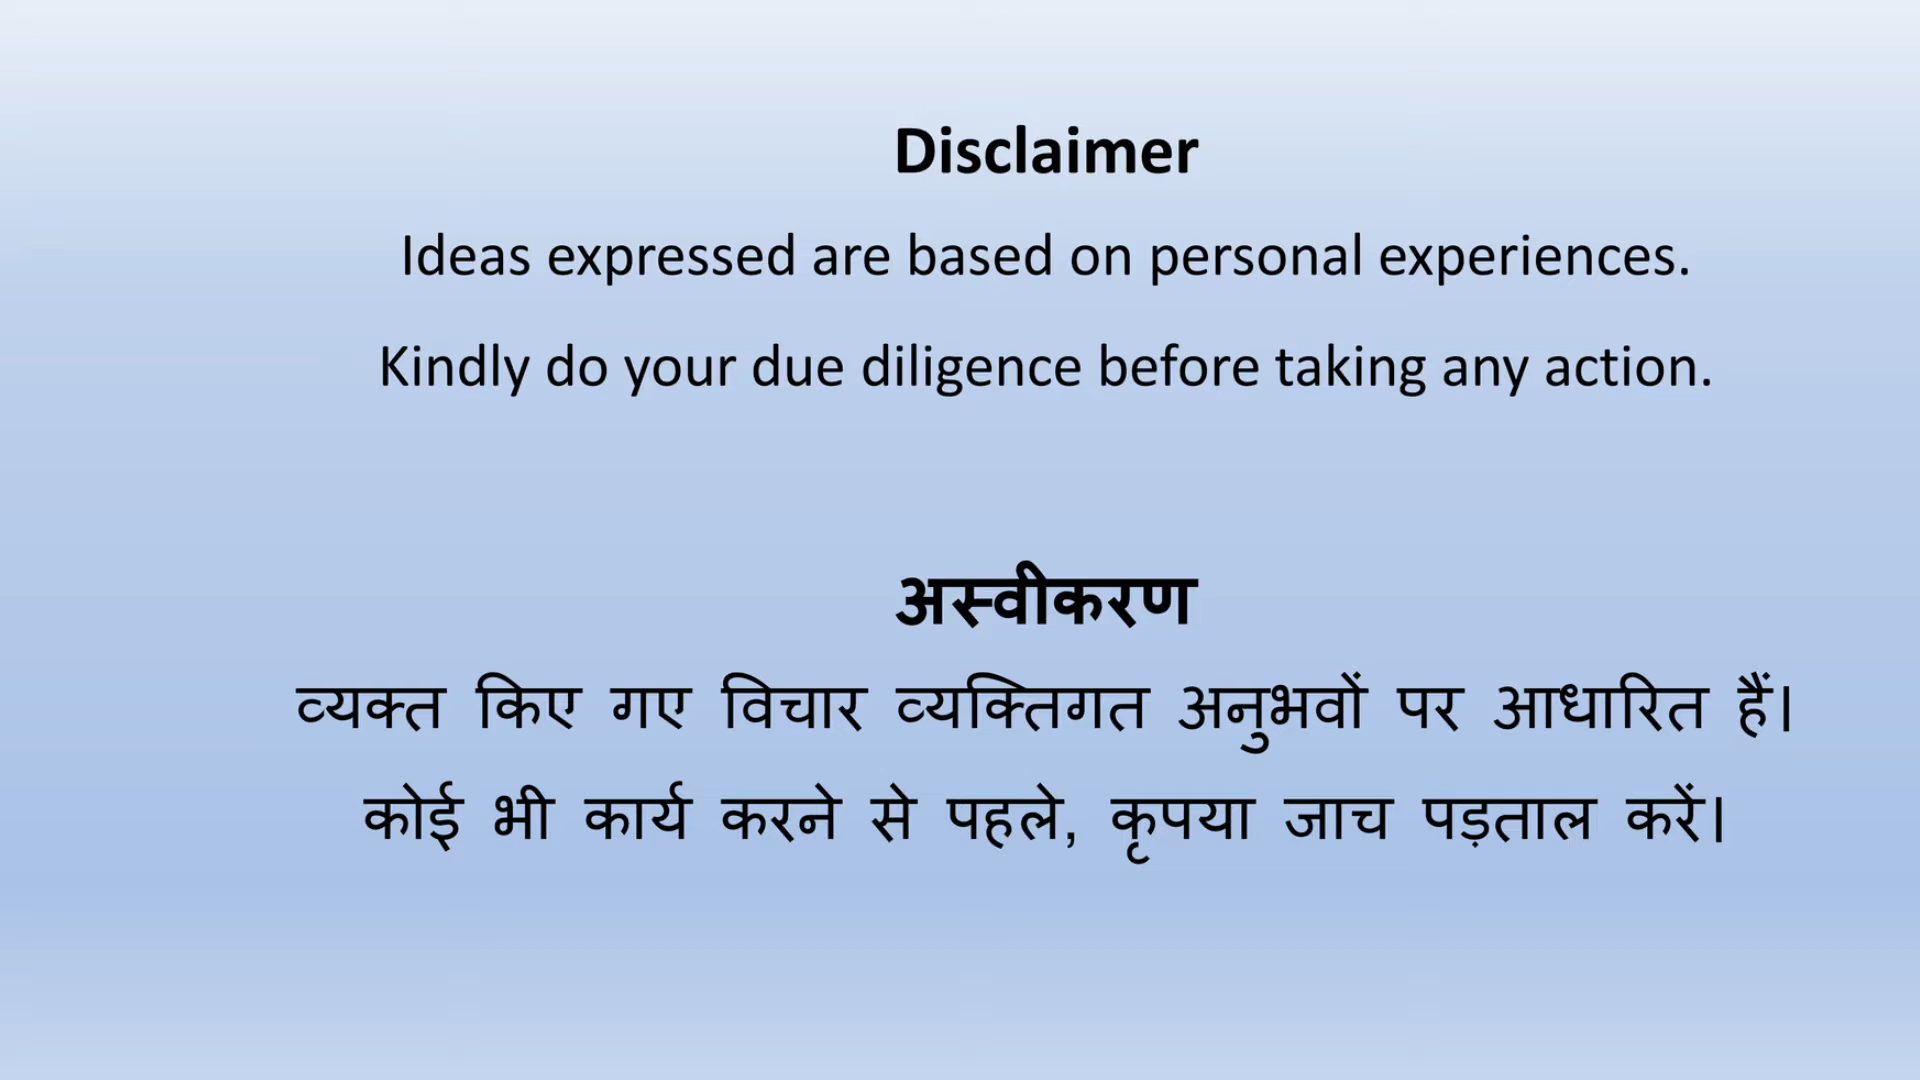 Disclaimer
Ideas expressed are based on personal experiences.
Kindly do your due diligence before taking any action.
अस्वीकरण
व्यक्त किए गए विचार व्यक्तिगत अनुभवों पर आधारित हैं।
कोई भी कार्य करने से पहले, कृपया जाच पड़ताल करें।